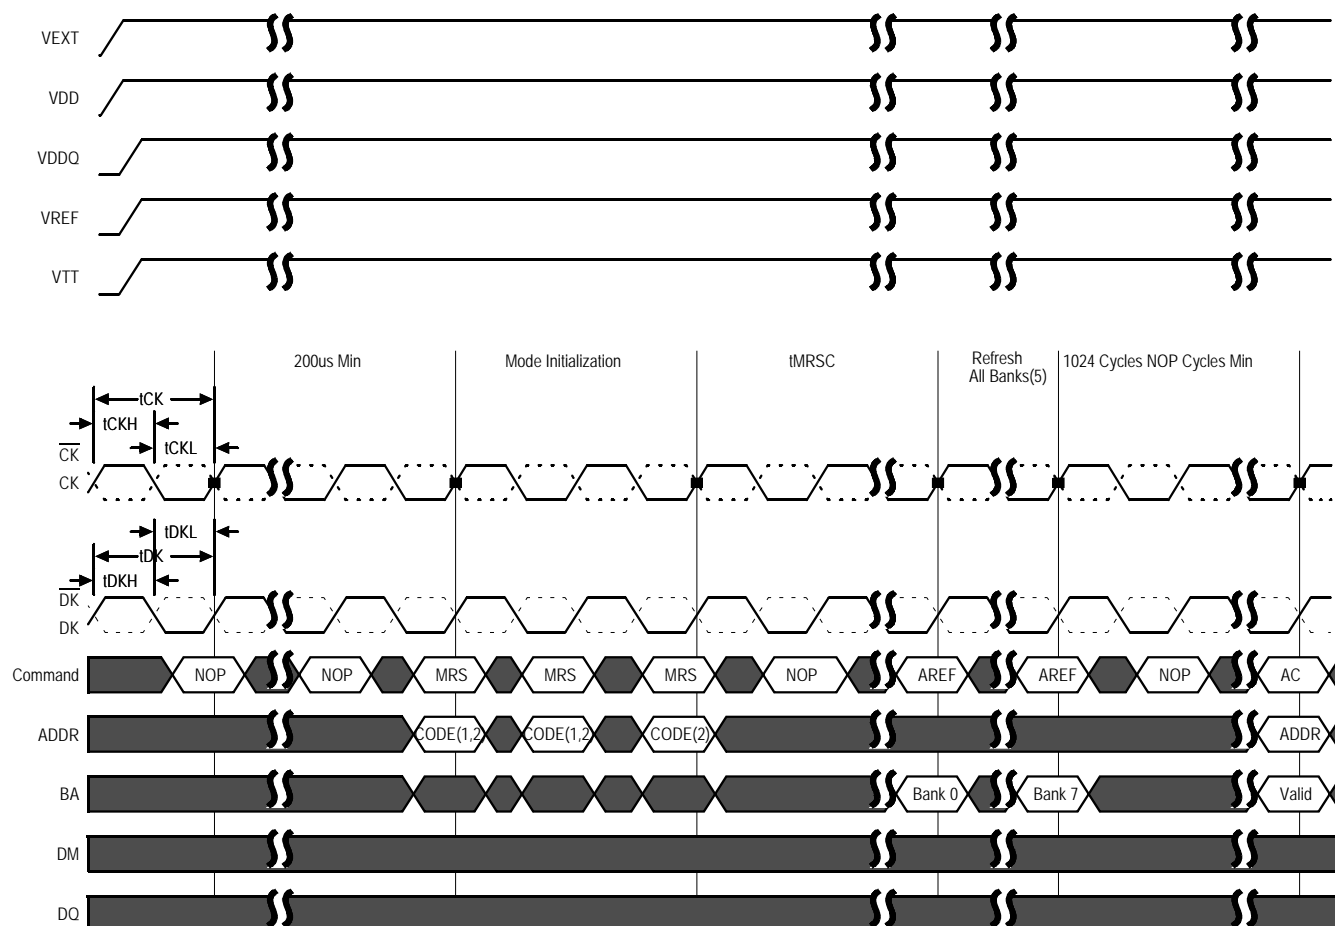 VEXT
VDD
VDDQ
VREF
VTT
200us Min
Mode Initialization
tMRSC
Refresh
All Banks(5)
1024 Cycles NOP Cycles Min
tCK
tCKH
tCKL
CK
CK
tDKL
tDK
tDKH
DK
DK
Command NOP NOP MRS MRS MRS NOP AREF AREF NOP AC
ADDR CODE(1,2) CODE(1,2) CODE(2) ADDR
BA Bank 0 Bank 7 Valid
DM
DQ